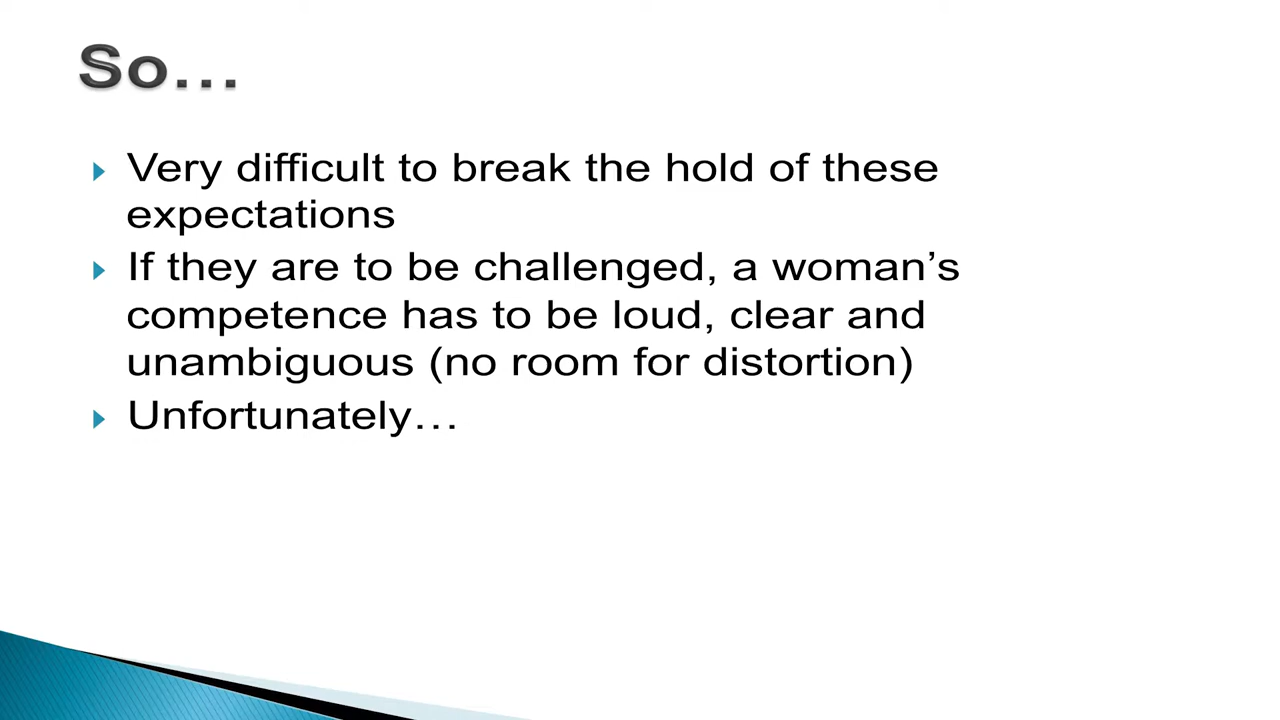 So…
Very difficult to break the hold of these
expectations
If they are to be challenged, a woman’s
competence has to be loud, clear and
unambiguous (no room for distortion)
Unfortunately…